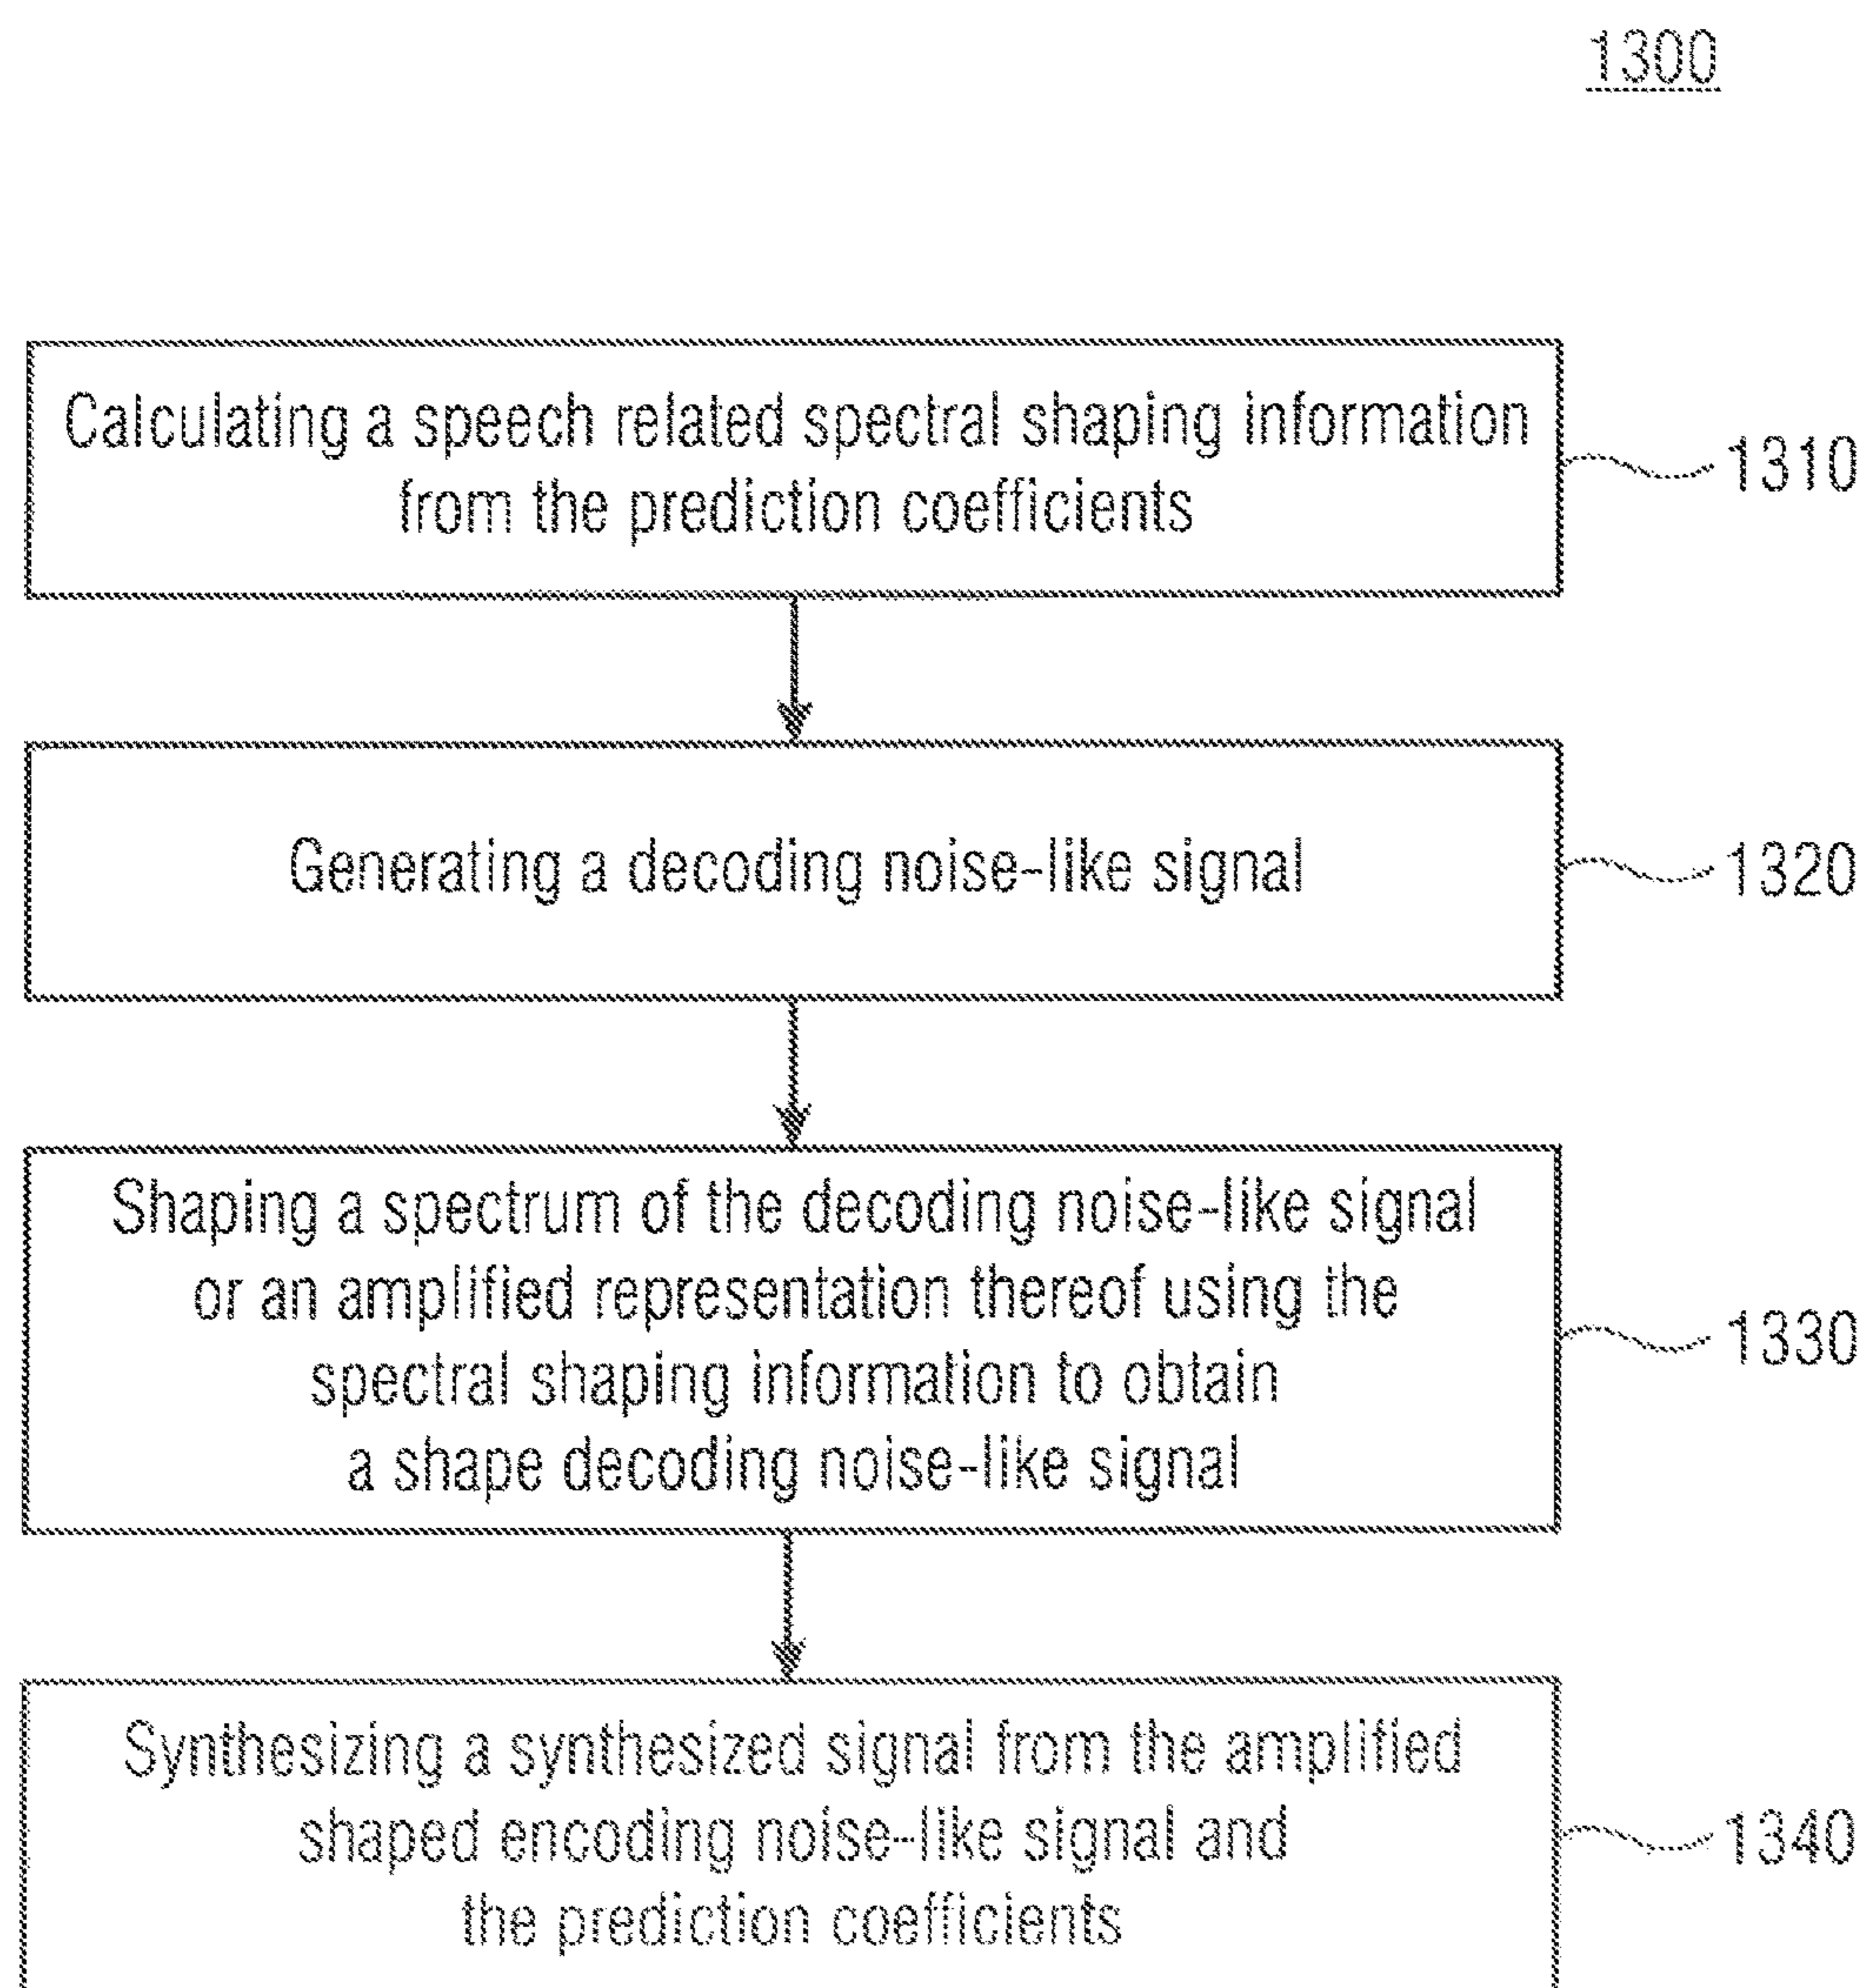 1300
Calculating a speech related spectral shaping information
from the prediction coefficients
1310
Generating a decoding noise-like signal
1320
Shaping a spectrum of the decoding noise-like signal
or an amplified representation thereof using the
spectral shaping information to obtain
a shape decoding noise-like signal
1330
Synthesizing a synthesized signal from the amplified
shaped encoding noise-like signal and
the prediction coefficients
1340